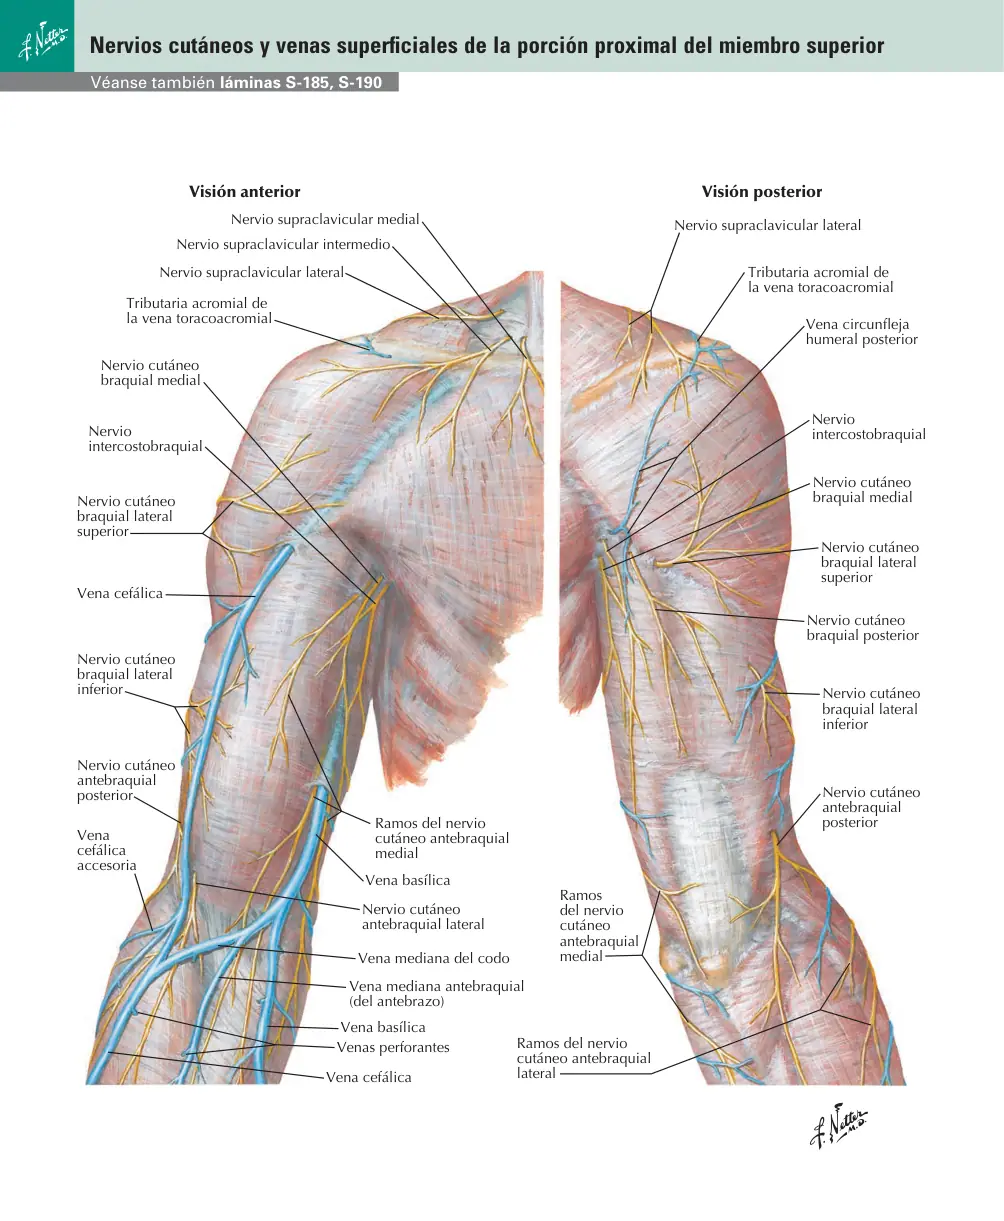 F. Netter M.D.
Nervios cutáneos y venas superficiales de la porción proximal del miembro superior
Véanse también láminas S-185, S-190
Visión anterior
Nervio supraclavicular medial
Nervio supraclavicular intermedio
Nervio supraclavicular lateral
Tributaria acromial de
la vena toracoacromial
Nervio cutáneo
braquial medial
Nervio
intercostobraquial
Nervio cutáneo
braquial lateral
superior
Vena cefálica
Nervio cutáneo
braquial lateral
inferior
Nervio cutáneo
antebraquial
posterior
Vena
cefálica
accesoria
Ramos del nervio
cutáneo antebraquial
medial
Vena basílica
Nervio cutáneo
antebraquial lateral
Vena mediana del codo
Vena mediana antebraquial
(del antebrazo)
Vena basílica
Venas perforantes
Vena cefálica
Visión posterior
Nervio supraclavicular lateral
Tributaria acromial de
la vena toracoacromial
Vena circunfleja
humeral posterior
Nervio
intercostobraquial
Nervio cutáneo
braquial medial
Nervio cutáneo
braquial lateral
superior
Nervio cutáneo
braquial posterior
Nervio cutáneo
braquial lateral
inferior
Nervio cutáneo
antebraquial
posterior
Ramos
del nervio
cutáneo
antebraquial
medial
Ramos del nervio
cutáneo antebraquial
lateral
F. Netter M.D.